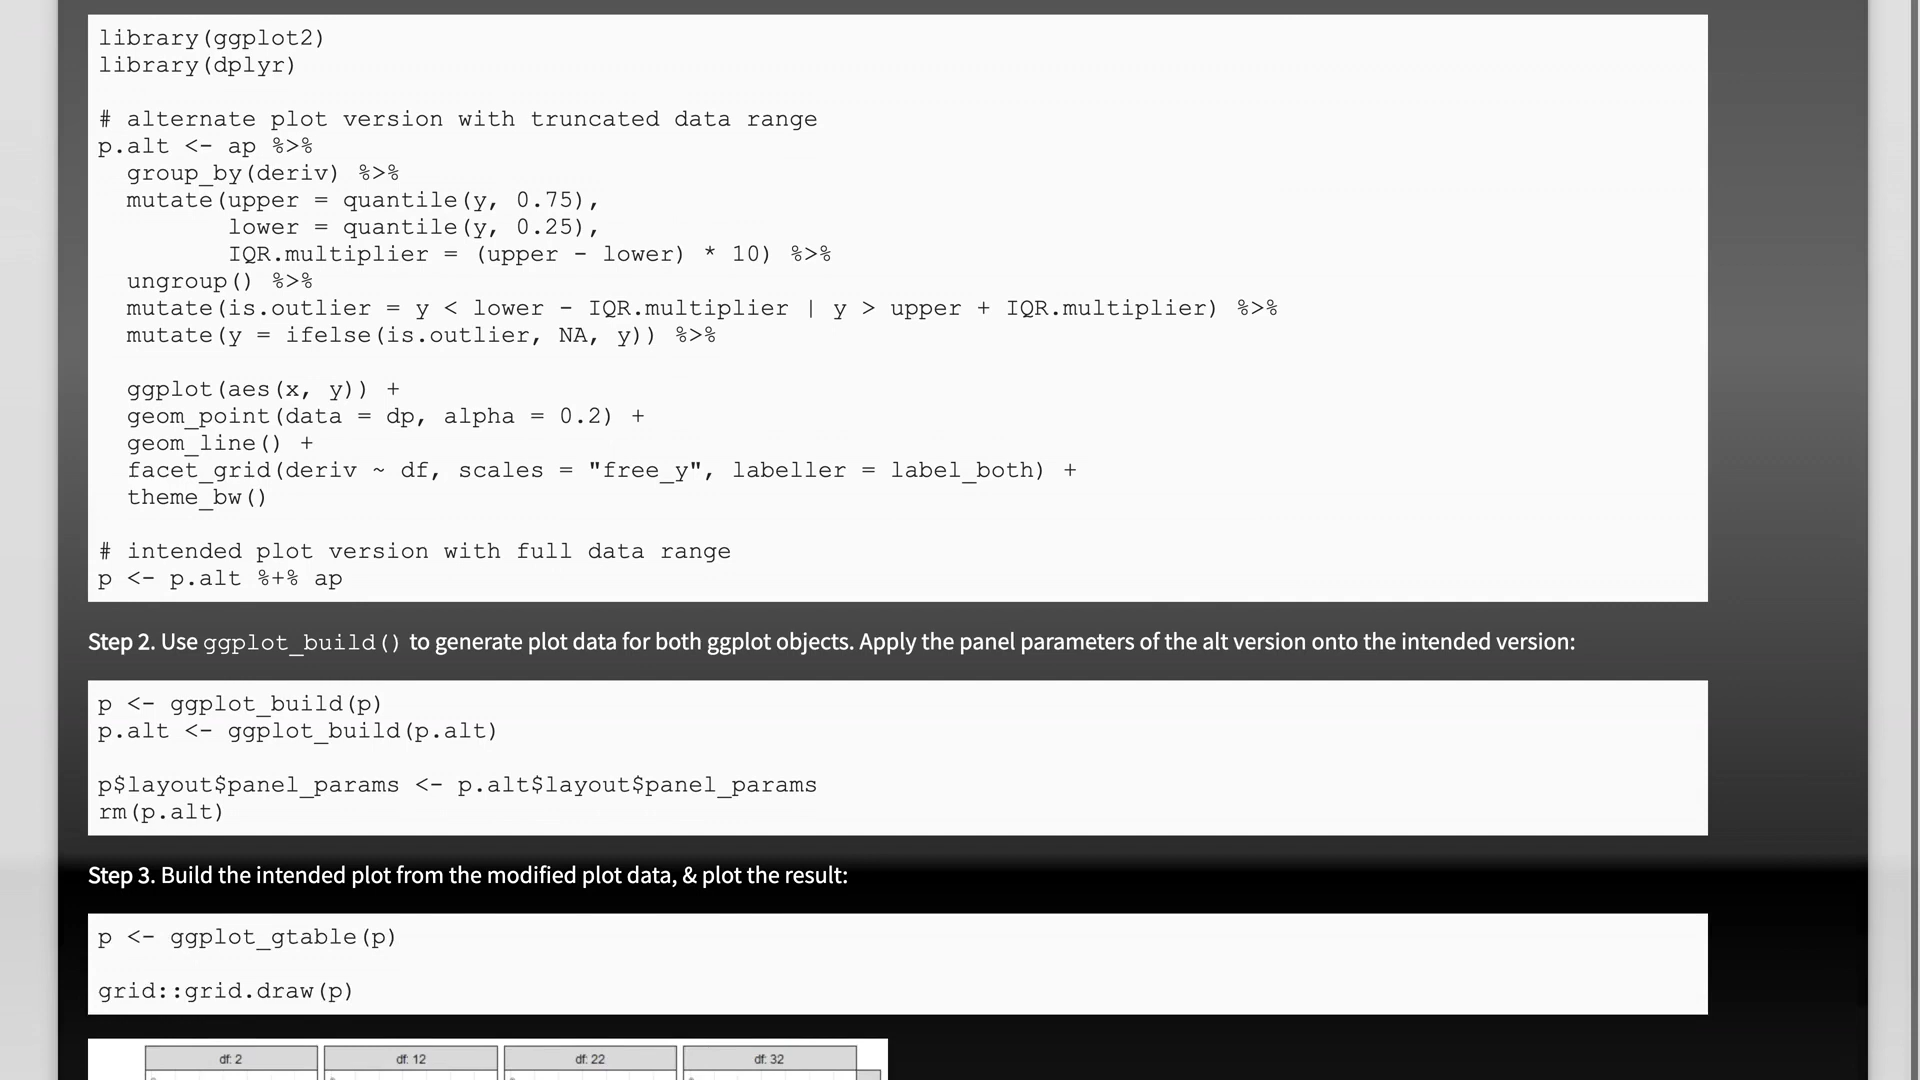 library(ggplot2)
library(dplyr)
# alternate plot version with truncated data range
p.alt <- ap %>%
  group_by(deriv) %>%
  mutate(upper = quantile(y, 0.75),
         lower = quantile(y, 0.25),
         IQR.multiplier = (upper - lower) * 10) %>%
  ungroup() %>%
  mutate(is.outlier = y < lower - IQR.multiplier | y > upper + IQR.multiplier) %>%
  mutate(y = ifelse(is.outlier, NA, y)) %>%
  ggplot(aes(x, y)) +
  geom_point(data = dp, alpha = 0.2) +
  geom_line() +
  facet_grid(deriv ~ df, scales = "free_y", labeller = label_both) +
  theme_bw()
# intended plot version with full data range
p <- p.alt %+% ap
Step 2. Use ggplot_build() to generate plot data for both ggplot objects. Apply the panel parameters of the alt version onto the intended version:
p <- ggplot_build(p)
p.alt <- ggplot_build(p.alt)
p$layout$panel_params <- p.alt$layout$panel_params
rm(p.alt)
Step 3. Build the intended plot from the modified plot data, & plot the result:
p <- ggplot_gtable(p)
grid::grid.draw(p)
df: 2 df: 12 df: 22 df: 32